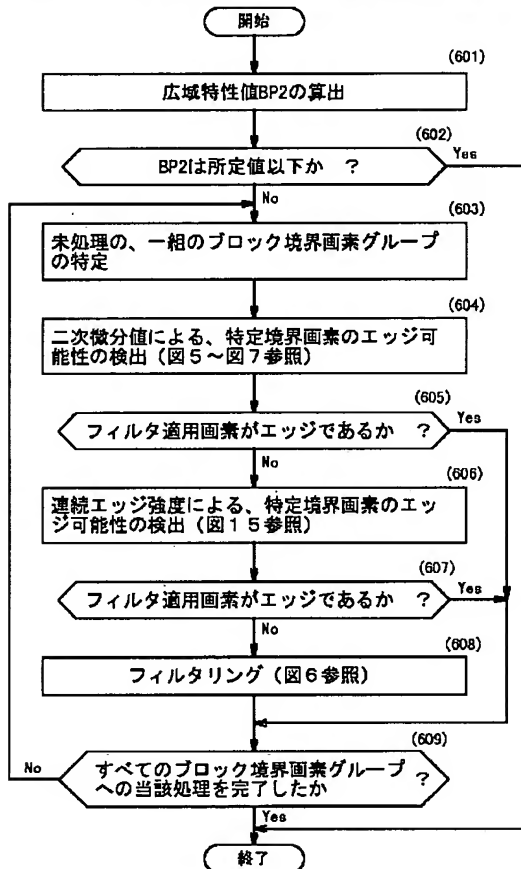 開始
(601)
広域特性値BP2の算出
(602)
BP2は所定値以下か ?
Yes
No
(603)
未処理の、一組のブロック境界画素グループ
の特定
(604)
二次微分値による、特定境界画素のエッジ可
能性の検出(図5~図7参照)
(605)
フィルタ適用画素がエッジであるか ?
Yes
No
(606)
連続エッジ強度による、特定境界画素のエッ
ジ可能性の検出(図15参照)
(607)
フィルタ適用画素がエッジであるか ?
Yes
No
(608)
フィルタリング(図6参照)
(609)
No
すべてのブロック境界画素グループ
への当該処理を完了したか ?
Yes
終了